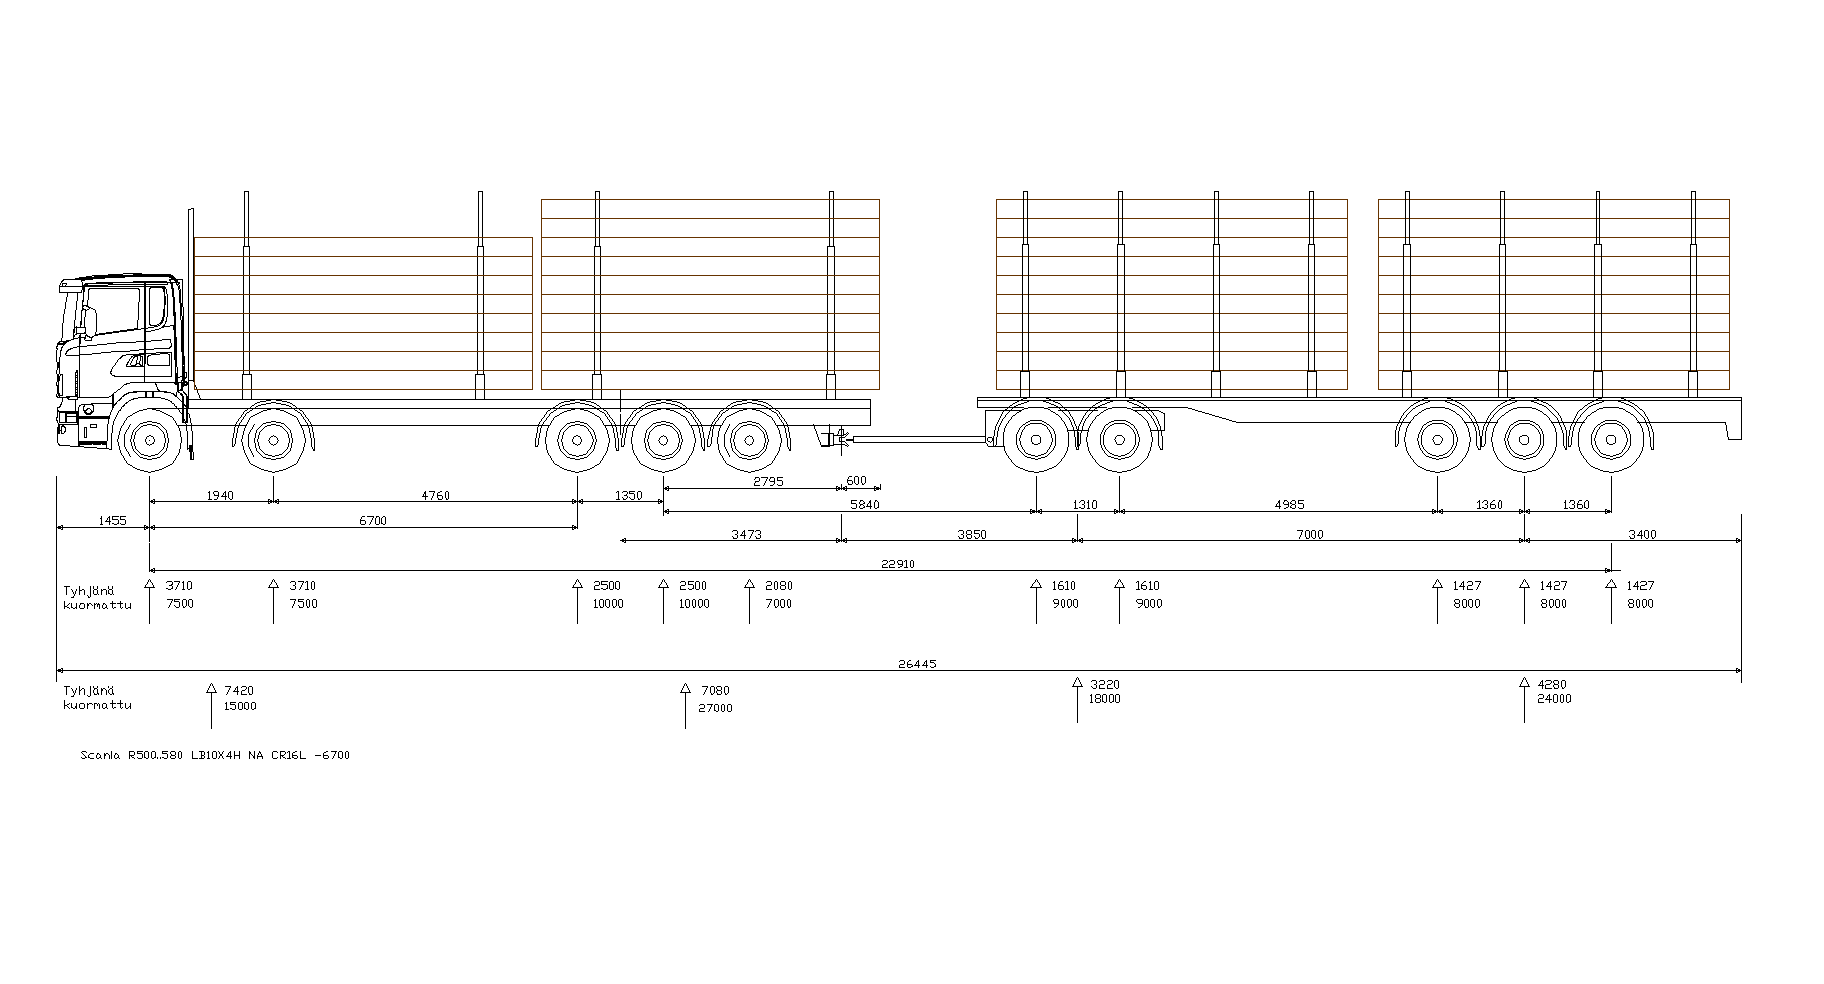 2795 600
1940 4760 1350
5840 1310 4985 1360 1360
1455 6700
3473 3850 7000 3400
22910
Tyhjänä 3710 3710 2500 2500 2080 1610 1610 1427 1427 1427
kuormattu 7500 7500 10000 10000 7000 9000 9000 8000 8000 8000
26445
Tyhjänä 7420 7080 3220 4280
kuormattu 15000 27000 18000 24000
Scania R500..580 LB10X4H NA CR16L -6700